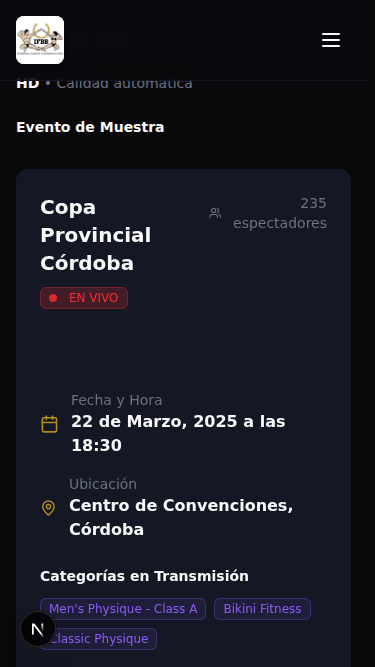 IFBB
HD • Calidad automática
Evento de Muestra
Copa
Provincial
Córdoba
235
espectadores
EN VIVO
Fecha y Hora
22 de Marzo, 2025 a las
18:30
Ubicación
Centro de Convenciones,
Córdoba
Categorías en Transmisión
Men's Physique - Class A
Bikini Fitness
Classic Physique
N